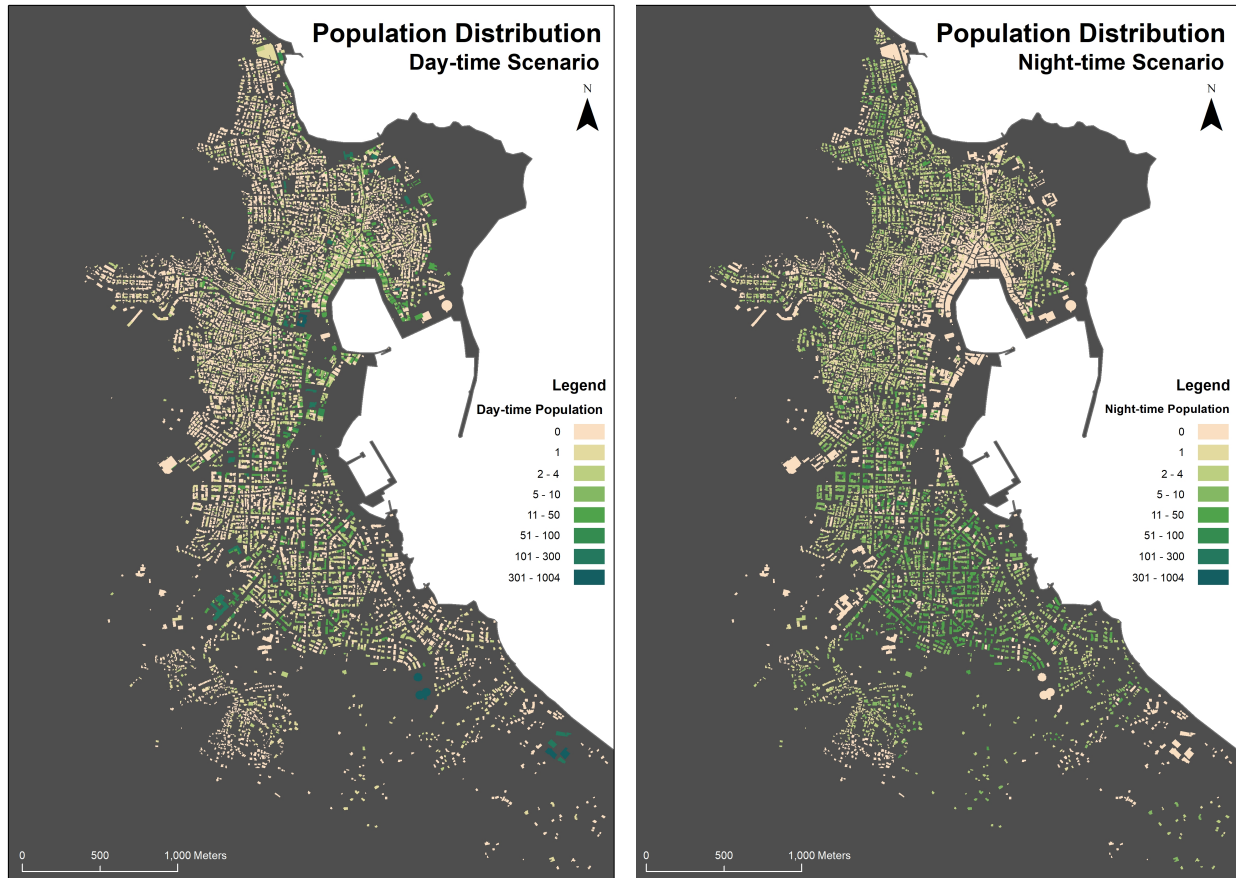 Population Distribution
Day-time Scenario
N
Legend
Day-time Population
0
1
2 - 4
5 - 10
11 - 50
51 - 100
101 - 300
301 - 1004
0 500 1,000 Meters
Population Distribution
Night-time Scenario
N
Legend
Night-time Population
0
1
2 - 4
5 - 10
11 - 50
51 - 100
101 - 300
301 - 1004
0 500 1,000 Meters